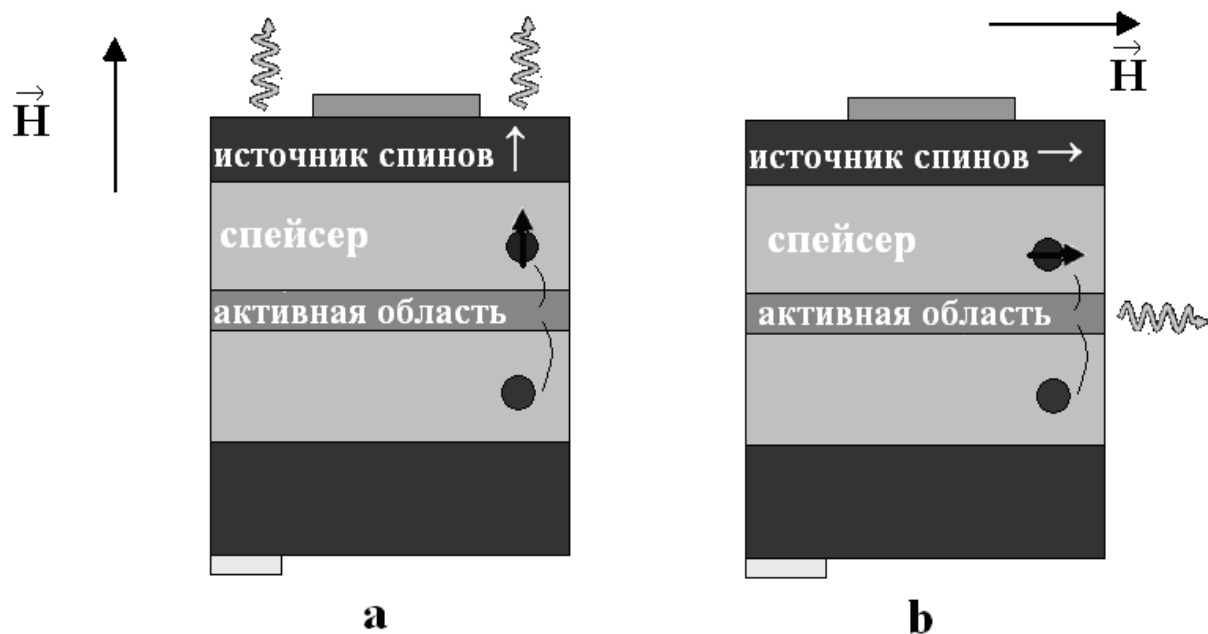 H
источник спинов ↑
спейсер
активная область
a
H
источник спинов →
спейсер
активная область
b